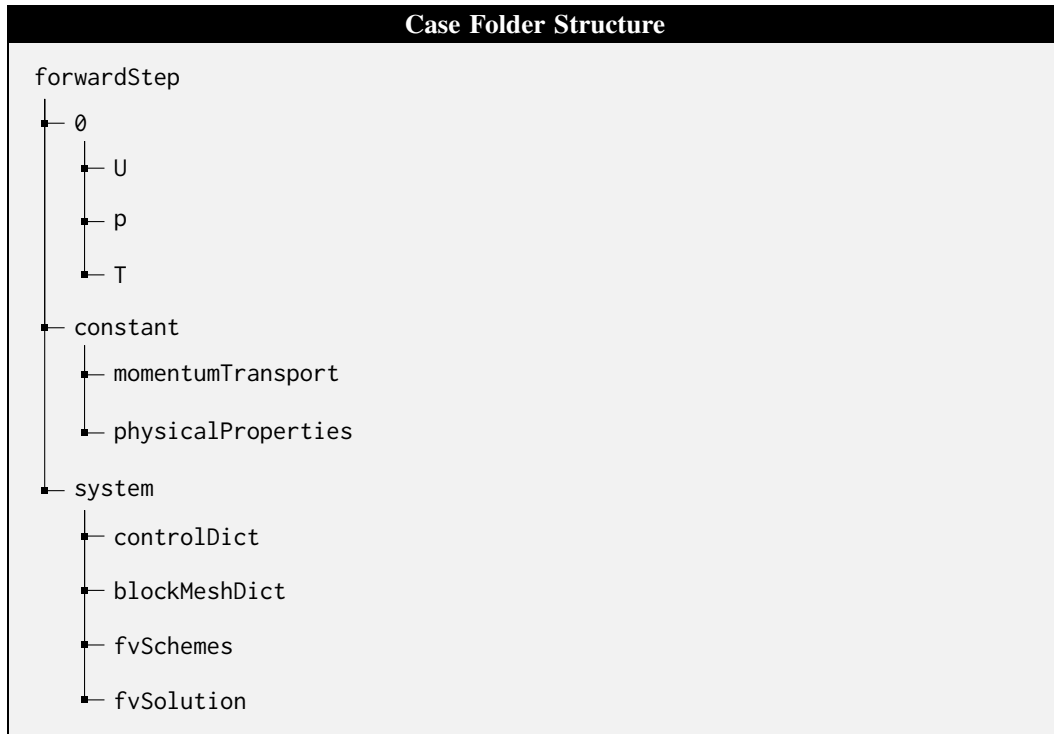 Case Folder Structure
forwardStep
0
U
p
T
constant
momentumTransport
physicalProperties
system
controlDict
blockMeshDict
fvSchemes
fvSolution